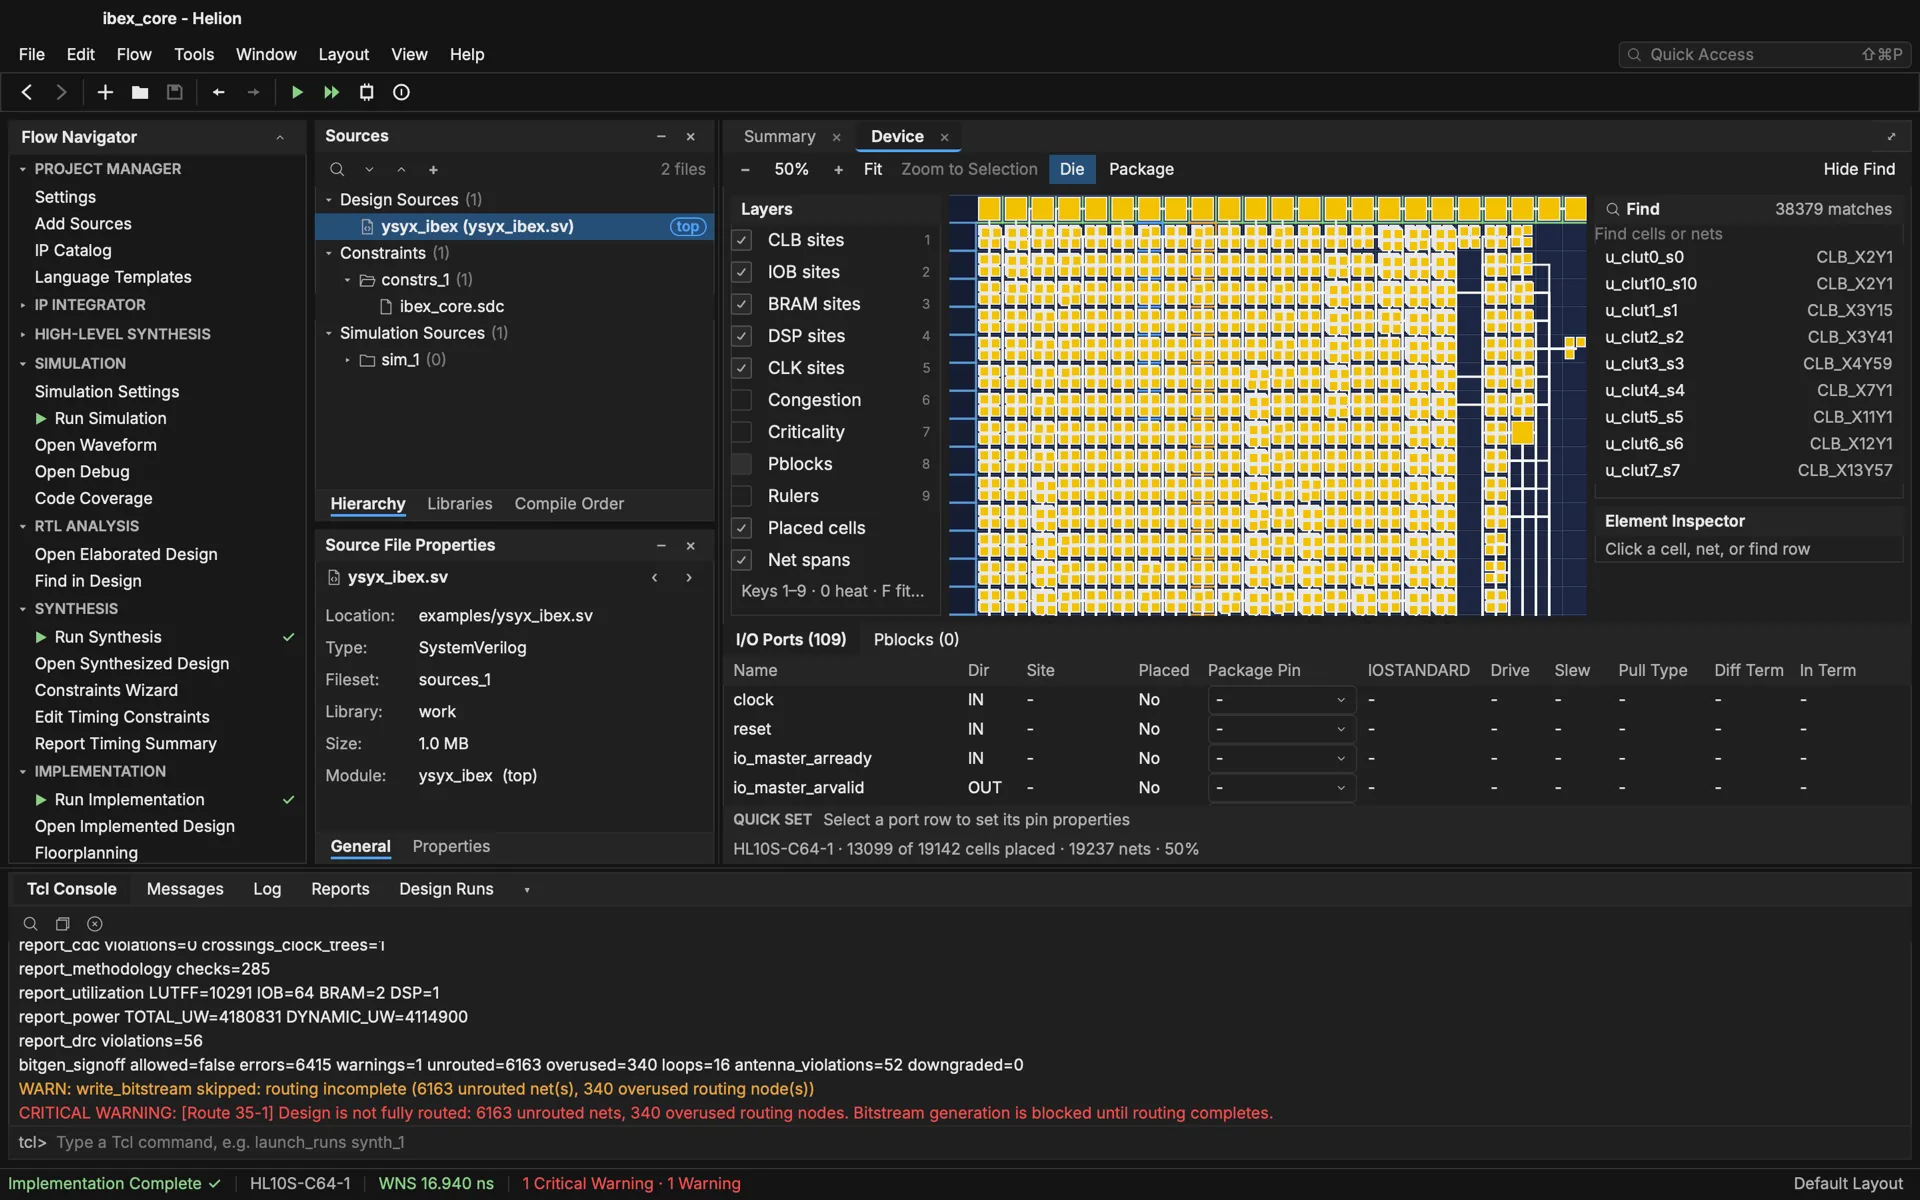 ibex_core - Helion
File Edit Flow Tools Window Layout View Help
Quick Access ⇧⌘P
Flow Navigator
PROJECT MANAGER
Settings
Add Sources
IP Catalog
Language Templates
IP INTEGRATOR
HIGH-LEVEL SYNTHESIS
SIMULATION
Simulation Settings
Run Simulation
Open Waveform
Open Debug
Code Coverage
RTL ANALYSIS
Open Elaborated Design
Find in Design
SYNTHESIS
Run Synthesis
Open Synthesized Design
Constraints Wizard
Edit Timing Constraints
Report Timing Summary
IMPLEMENTATION
Run Implementation
Open Implemented Design
Floorplanning
Sources
2 files
Design Sources (1)
ysyx_ibex (ysyx_ibex.sv) top
Constraints (1)
constrs_1 (1)
ibex_core.sdc
Simulation Sources (1)
sim_1 (0)
Hierarchy Libraries Compile Order
Source File Properties
ysyx_ibex.sv
Location: examples/ysyx_ibex.sv
Type: SystemVerilog
Fileset: sources_1
Library: work
Size: 1.0 MB
Module: ysyx_ibex (top)
General Properties
Summary Device
50% Fit Zoom to Selection Die Package Hide Find
Layers
CLB sites 1
IOB sites 2
BRAM sites 3
DSP sites 4
CLK sites 5
Congestion 6
Criticality 7
Pblocks 8
Rulers 9
Placed cells
Net spans
Keys 1–9 · 0 heat · F fit...
Find 38379 matches
Find cells or nets
u_clut0_s0 CLB_X2Y1
u_clut10_s10 CLB_X2Y1
u_clut1_s1 CLB_X3Y15
u_clut2_s2 CLB_X3Y41
u_clut3_s3 CLB_X4Y59
u_clut4_s4 CLB_X7Y1
u_clut5_s5 CLB_X11Y1
u_clut6_s6 CLB_X12Y1
u_clut7_s7 CLB_X13Y57
Element Inspector
Click a cell, net, or find row
I/O Ports (109) Pblocks (0)
Name Dir Site Placed Package Pin IOSTANDARD Drive Slew Pull Type Diff Term In Term
clock IN - No - - - - - - -
reset IN - No - - - - - - -
io_master_arready IN - No - - - - - - -
io_master_arvalid OUT - No - - - - - - -
QUICK SET Select a port row to set its pin properties
HL10S-C64-1 · 13099 of 19142 cells placed · 19237 nets · 50%
Tcl Console Messages Log Reports Design Runs
report_cdc violations=0 crossings_clock_trees=1
report_methodology checks=285
report_utilization LUTFF=10291 IOB=64 BRAM=2 DSP=1
report_power TOTAL_UW=4180831 DYNAMIC_UW=4114900
report_drc violations=56
bitgen_signoff allowed=false errors=6415 warnings=1 unrouted=6163 overused=340 loops=16 antenna_violations=52 downgraded=0
WARN: write_bitstream skipped: routing incomplete (6163 unrouted net(s), 340 overused routing node(s))
CRITICAL WARNING: [Route 35-1] Design is not fully routed: 6163 unrouted nets, 340 overused routing nodes. Bitstream generation is blocked until routing completes.
tcl> Type a Tcl command, e.g. launch_runs synth_1
Implementation Complete ✓ HL10S-C64-1 WNS 16.940 ns 1 Critical Warning · 1 Warning Default Layout